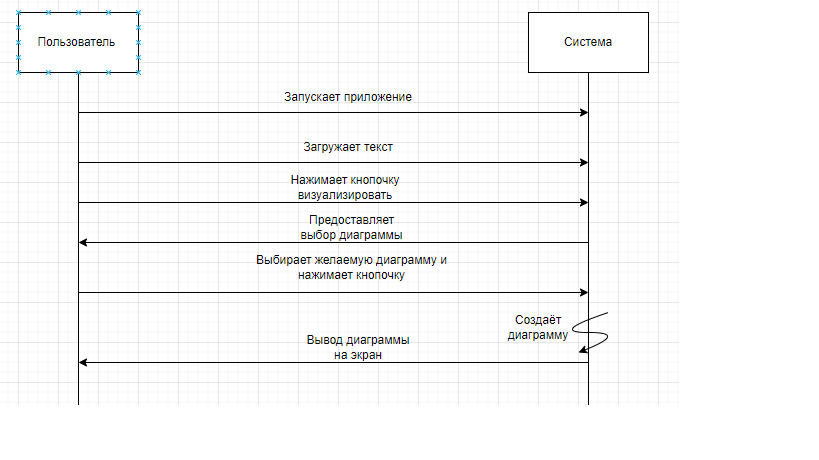 Пользователь
Система
Запускает приложение
Загружает текст
Нажимает кнопочку
визуализировать
Предоставляет
выбор диаграммы
Выбирает желаемую диаграмму и
нажимает кнопочку
Создаёт
диаграмму
Вывод диаграммы
на экран